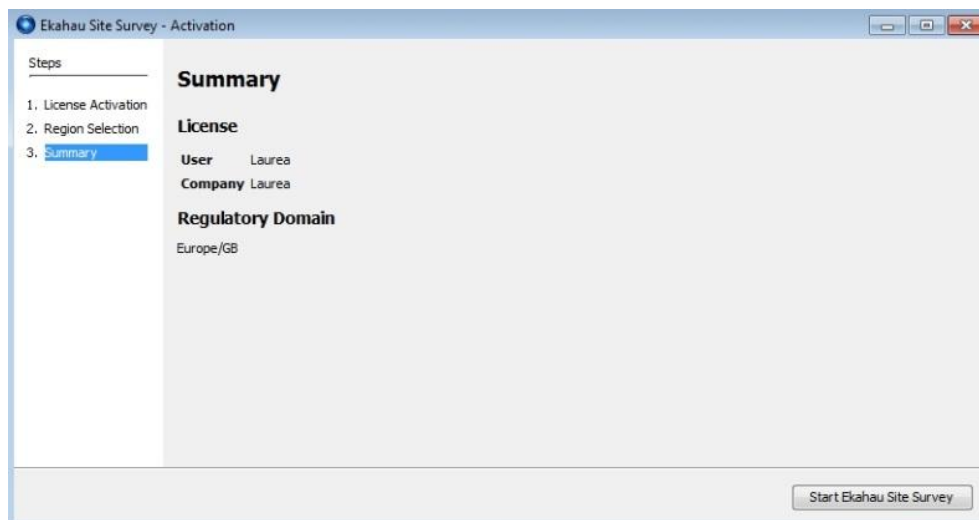 Ekahau Site Survey - Activation
Steps
1. License Activation
2. Region Selection
3. Summary
Summary
License
User Laurea
Company Laurea
Regulatory Domain
Europe/GB
Start Ekahau Site Survey